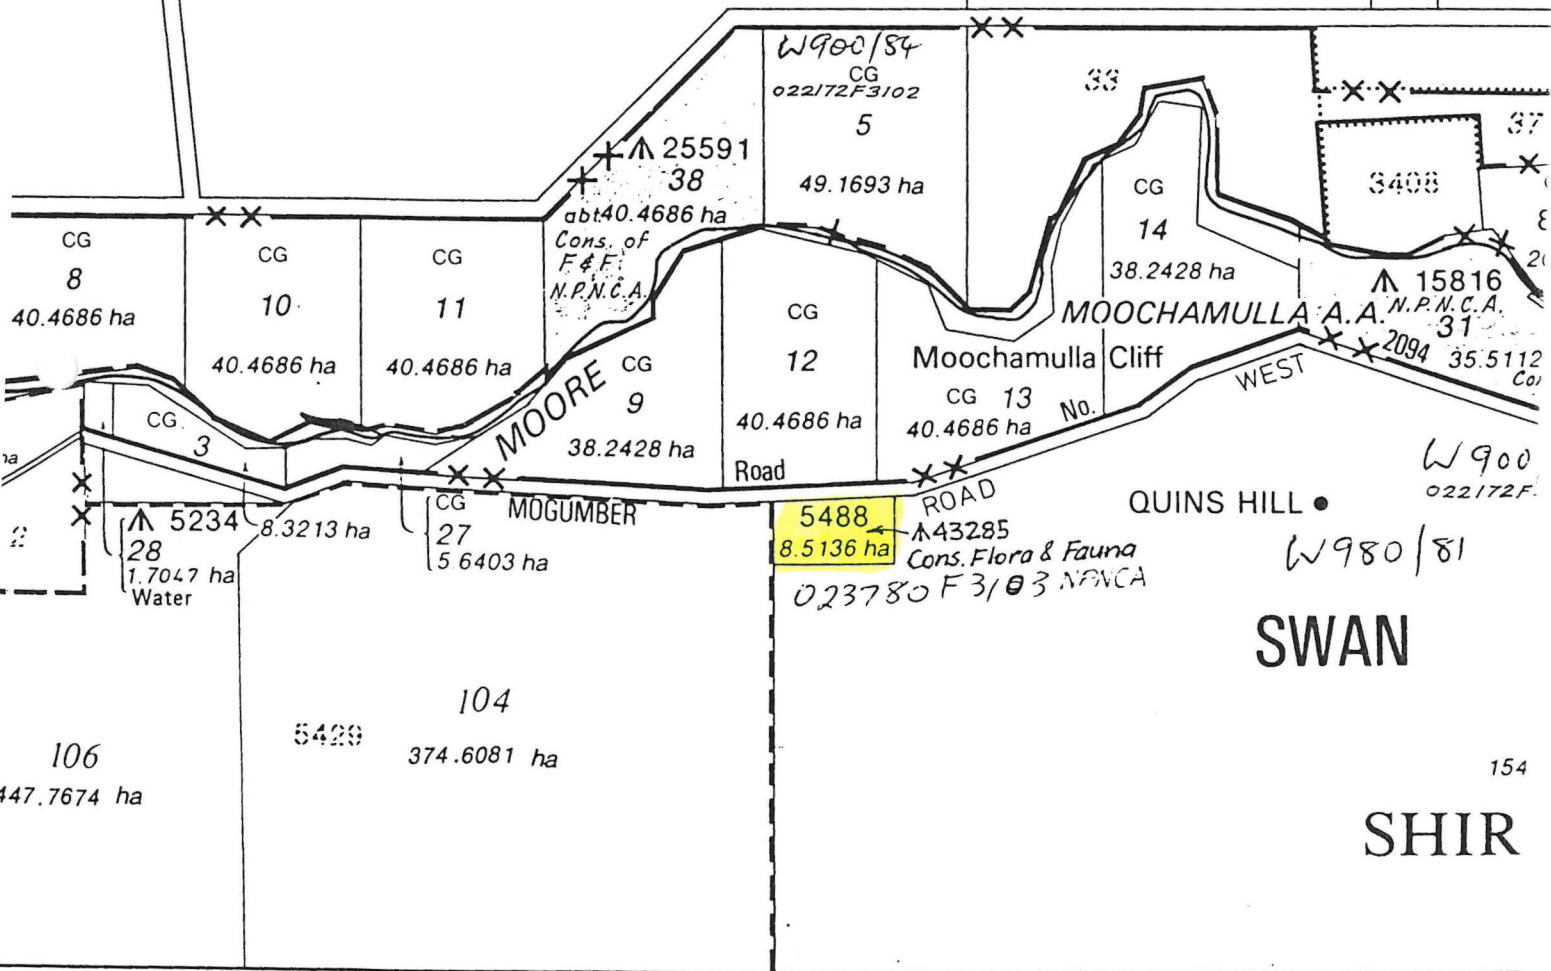 W900/84
CG
022172F3102
5
49.1693 ha
33
37
3408
25591
38
abt40.4686 ha
Cons. of
F & F.
N.P.N.C.A.
CG
8
40.4686 ha
CG
10
40.4686 ha
CG
11
40.4686 ha
CG
14
38.2428 ha
15816
N.P.N.C.A.
31
35.5112
MOOCHAMULLA A.A.
Moochamulla Cliff
CG
12
40.4686 ha
CG 13
40.4686 ha
MOORE
CG
9
38.2428 ha
CG.
3
No.
WEST
2094
Road
ROAD
MOGUMBER
5234
28
1.7047 ha
Water
8.3213 ha
CG
27
5.6403 ha
5488
8.5136 ha
43285
Cons. Flora & Fauna
023780 F 3103 NPNCA
QUINS HILL
W 900
022172F.
W 980/81
SWAN
104
5429
374.6081 ha
106
447.7674 ha
154
SHIR